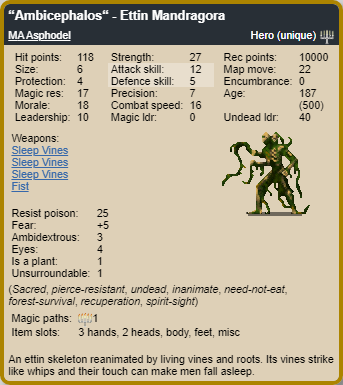 “Ambicephalos“ - Ettin Mandragora
MA Asphodel Hero (unique)
Hit points: 118 Strength: 27 Rec points: 10000
Size: 6 Attack skill: 12 Map move: 22
Protection: 4 Defence skill: 5 Encumbrance: 0
Magic res: 17 Precision: 7 Age: 187
Morale: 18 Combat speed: 16 (500)
Leadership: 10 Magic ldr: 0 Undead ldr: 40
Weapons:
Sleep Vines
Sleep Vines
Sleep Vines
Fist
Resist poison: 25
Fear: +5
Ambidextrous: 3
Eyes: 4
Is a plant: 1
Unsurroundable: 1
(Sacred, pierce-resistant, undead, inanimate, need-not-eat,
forest-survival, recuperation, spirit-sight)
Magic paths: 1
Item slots: 3 hands, 2 heads, body, feet, misc
An ettin skeleton reanimated by living vines and roots. Its vines strike
like whips and their touch can make men fall asleep.